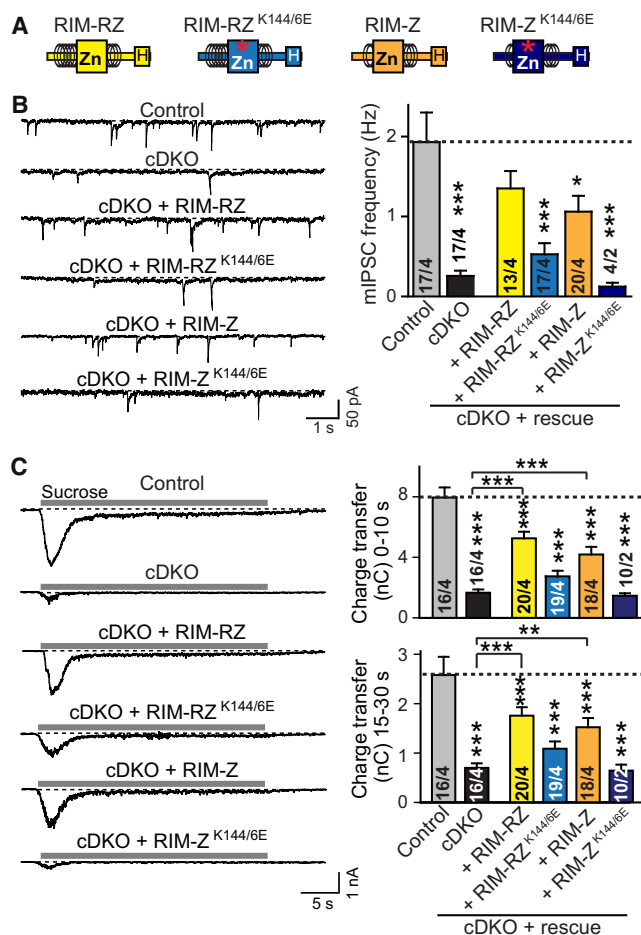 A
RIM-RZ
RIM-RZ K144/6E
RIM-Z
RIM-Z K144/6E
Zn
H
*
Zn
H
Zn
H
*
Zn
H
B
Control
cDKO
cDKO + RIM-RZ
cDKO + RIM-RZ K144/6E
cDKO + RIM-Z
cDKO + RIM-Z K144/6E
1 s
50 pA
mIPSC frequency (Hz)
2
1
0
17/4
17/4 ***
13/4
17/4 ***
20/4 *
4/2 ***
Control
cDKO
+ RIM-RZ
+ RIM-RZ K144/6E
+ RIM-Z
+ RIM-Z K144/6E
cDKO + rescue
C
Sucrose
Control
cDKO
cDKO + RIM-RZ
cDKO + RIM-RZ K144/6E
cDKO + RIM-Z
cDKO + RIM-Z K144/6E
5 s
1 nA
Charge transfer
(nC) 0-10 s
8
4
0
***
***
16/4
16/4 ***
20/4 ***
19/4 ***
18/4 ***
10/2 ***
Charge transfer
(nC) 15-30 s
3
2
1
0
**
***
16/4
16/4 ***
20/4 ***
19/4 ***
18/4 ***
10/2 ***
Control
cDKO
+ RIM-RZ
+ RIM-RZ K144/6E
+ RIM-Z
+ RIM-Z K144/6E
cDKO + rescue